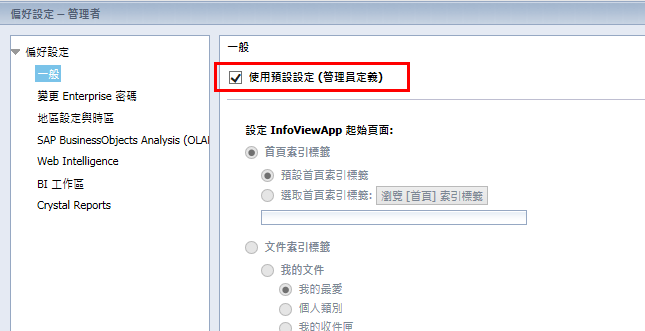 偏好設定 – 管理者
偏好設定
一般
變更 Enterprise 密碼
地區設定與時區
SAP BusinessObjects Analysis (OLA
Web Intelligence
BI 工作區
Crystal Reports
一般
使用預設設定 (管理員定義)
設定 InfoViewApp 起始頁面:
首頁索引標籤
預設首頁索引標籤
選取首頁索引標籤: 瀏覽 [首頁] 索引標籤
文件索引標籤
我的文件
我的最愛
個人類別
我的收件匣